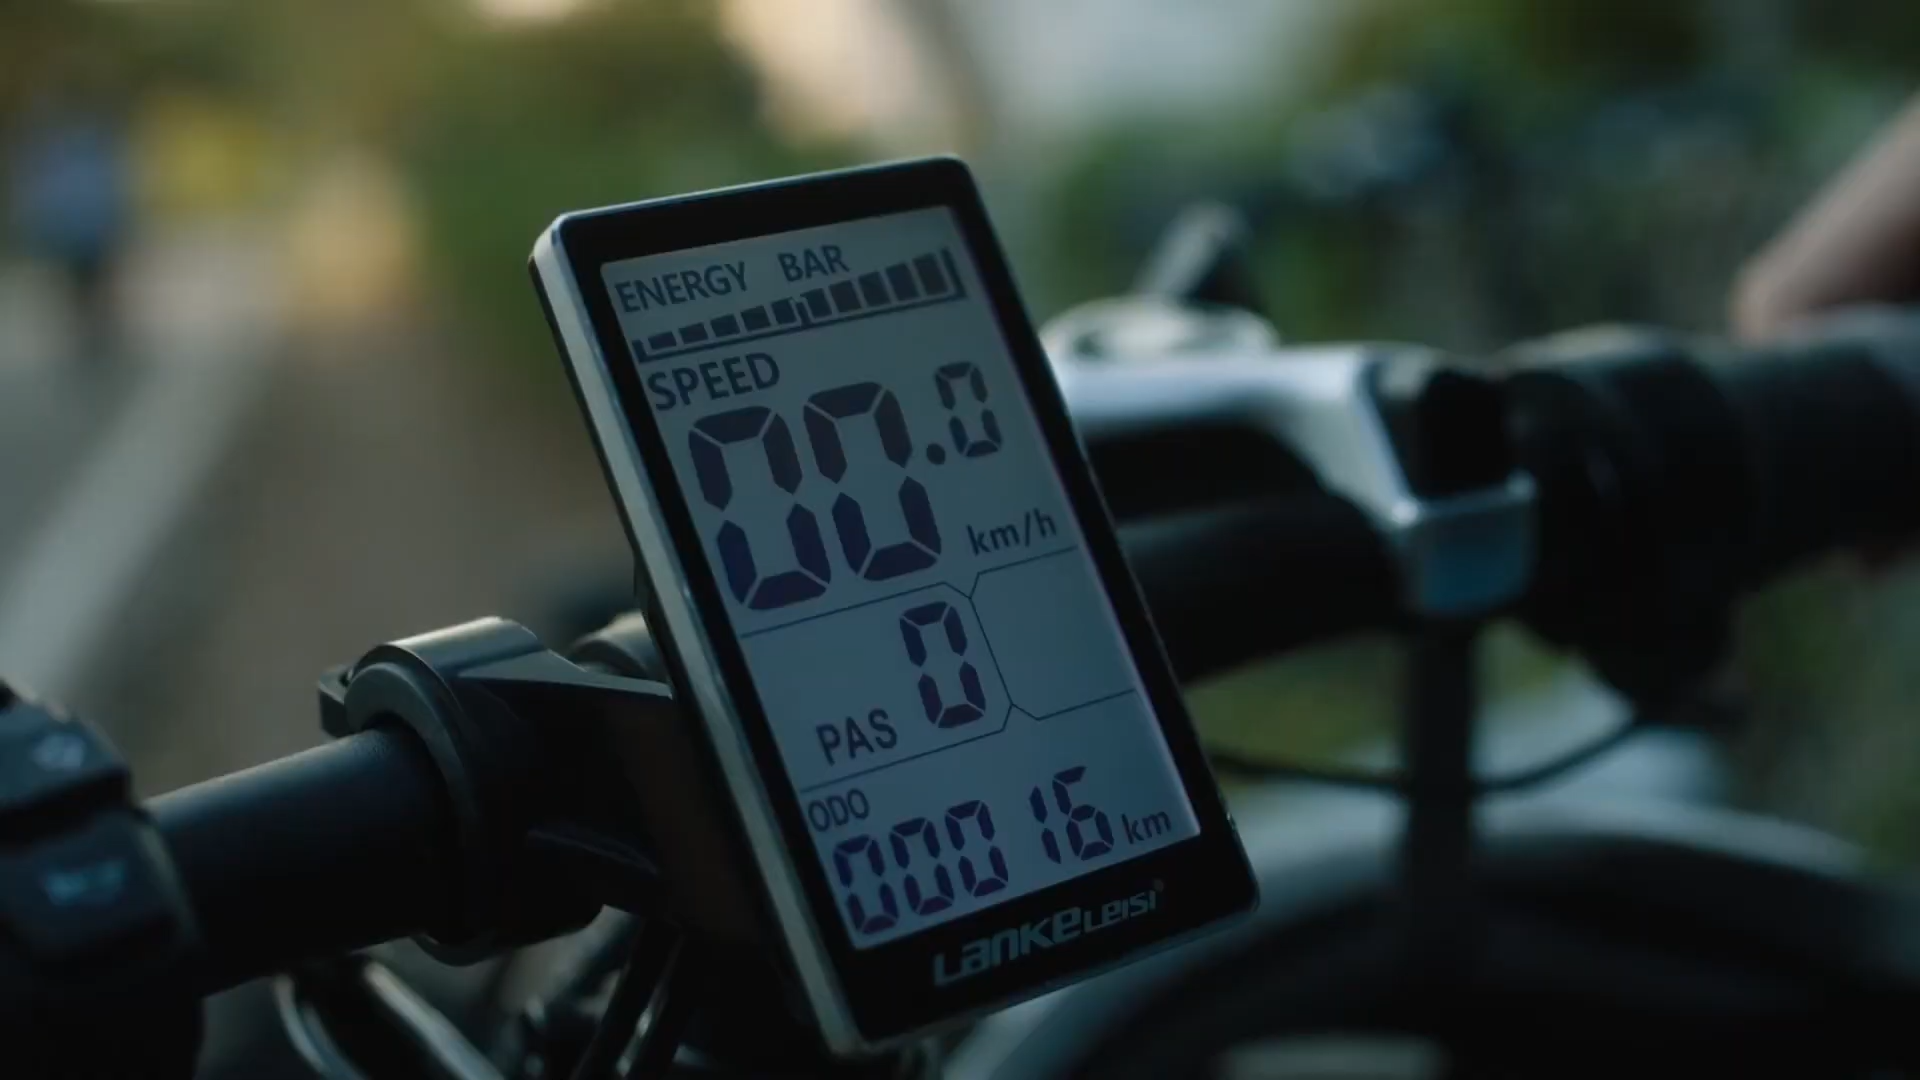 ENERGY BAR
SPEED
00.0
km/h
PAS 0
ODO
00016 km
LANKELEISI®